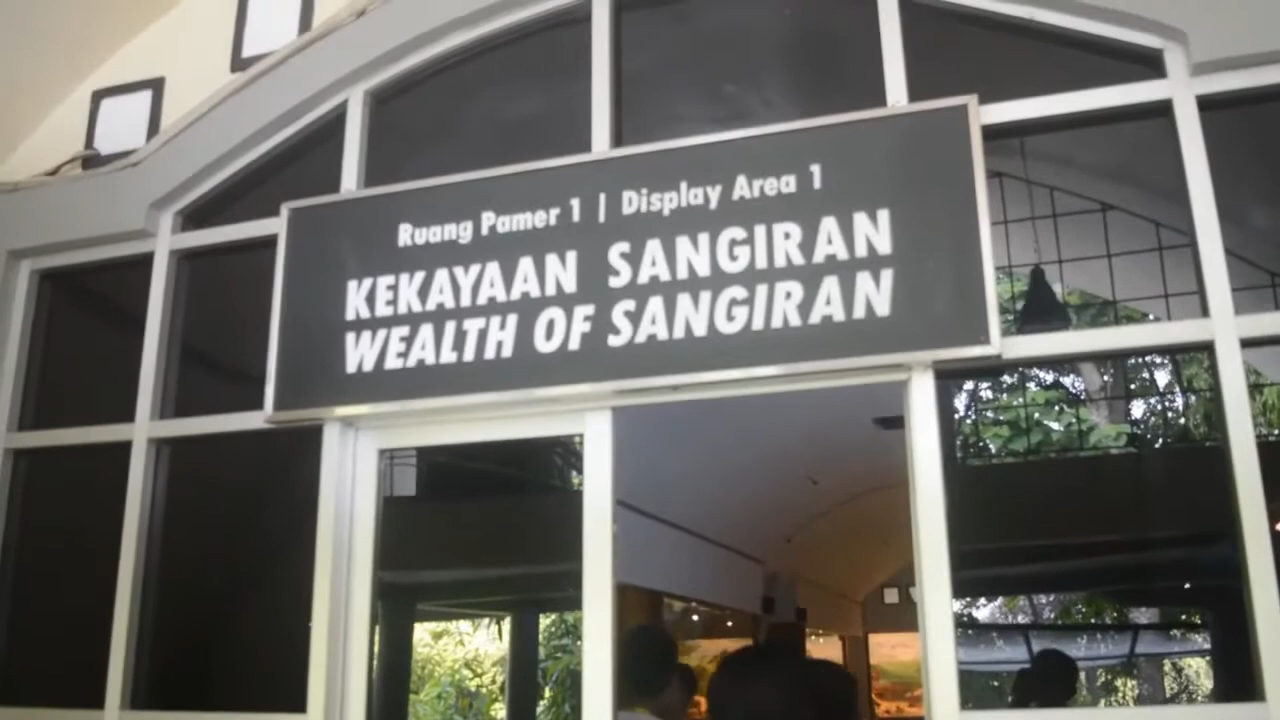 Ruang Pamer 1 | Display Area 1
KEKAYAAN SANGIRAN
WEALTH OF SANGIRAN